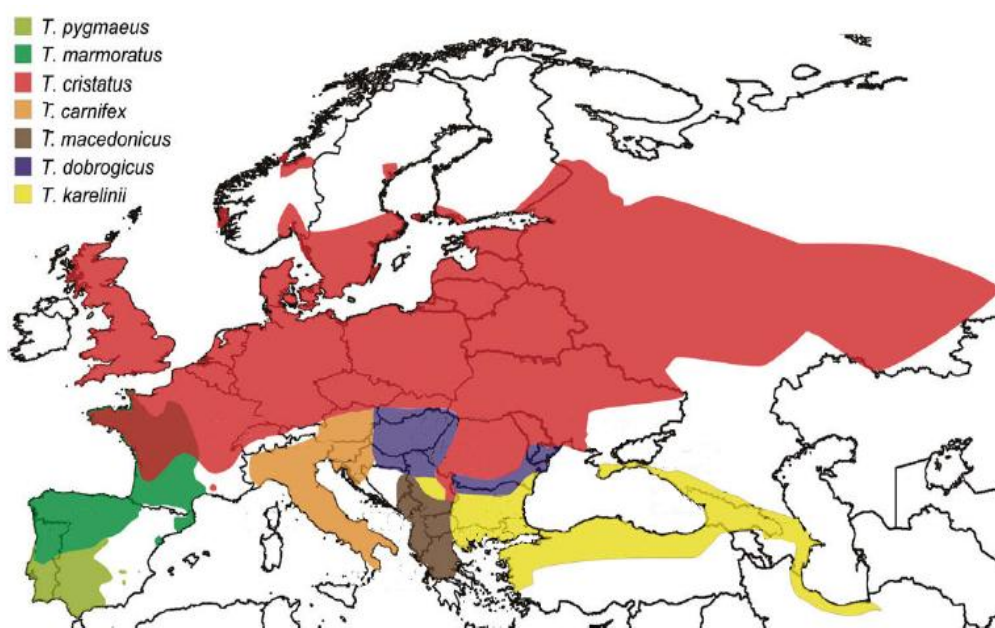 T. pygmaeus
T. marmoratus
T. cristatus
T. carnifex
T. macedonicus
T. dobrogicus
T. karelinii